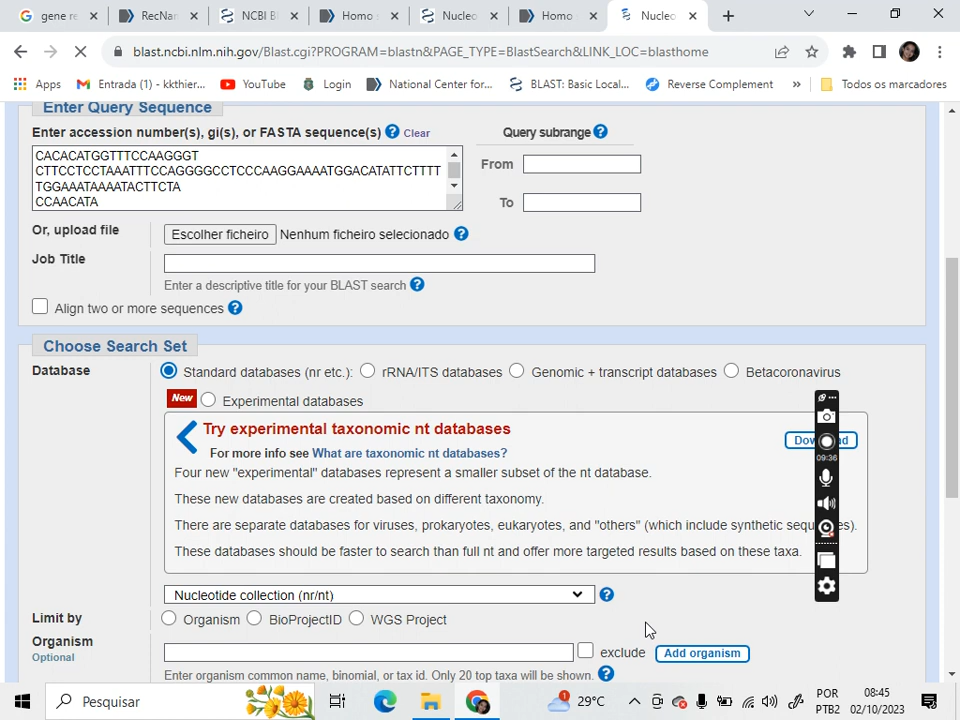 gene re
RecNar
NCBI Bl
Homo s
Nucleo
Homo
Nucleo
blast.ncbi.nlm.nih.gov/Blast.cgi?PROGRAM=blastn&PAGE_TYPE=BlastSearch&LINK_LOC=blasthome
Apps Entrada (1) - kkthier... YouTube Login National Center for... BLAST: Basic Local... Reverse Complement » Todos os marcadores
Enter Query Sequence
Enter accession number(s), gi(s), or FASTA sequence(s) ? Clear Query subrange ?
CACACATGGTTTCCAAGGGT
CTTCCTCCTAAATTTCCAGGGGCCTCCCAAGGAAAATGGACATATTCTTTT
TGGAAATAAAATACTTCTA
CCAACATA
From
To
Or, upload file Escolher ficheiro Nenhum ficheiro selecionado ?
Job Title
Enter a descriptive title for your BLAST search ?
Align two or more sequences ?
Choose Search Set
Database Standard databases (nr etc.): rRNA/ITS databases Genomic + transcript databases Betacoronavirus
New Experimental databases
Try experimental taxonomic nt databases
For more info see What are taxonomic nt databases?
Four new "experimental" databases represent a smaller subset of the nt database.
These new databases are created based on different taxonomy.
There are separate databases for viruses, prokaryotes, eukaryotes, and "others" (which include synthetic
These databases should be faster to search than full nt and offer more targeted results based on these taxa.
09:36
Nucleotide collection (nr/nt) ?
Limit by Organism BioProjectID WGS Project
Organism
Optional
exclude Add organism
Enter organism common name, binomial, or tax id. Only 20 top taxa will be shown. ?
Pesquisar 29°C POR 08:45
PTB2 02/10/2023